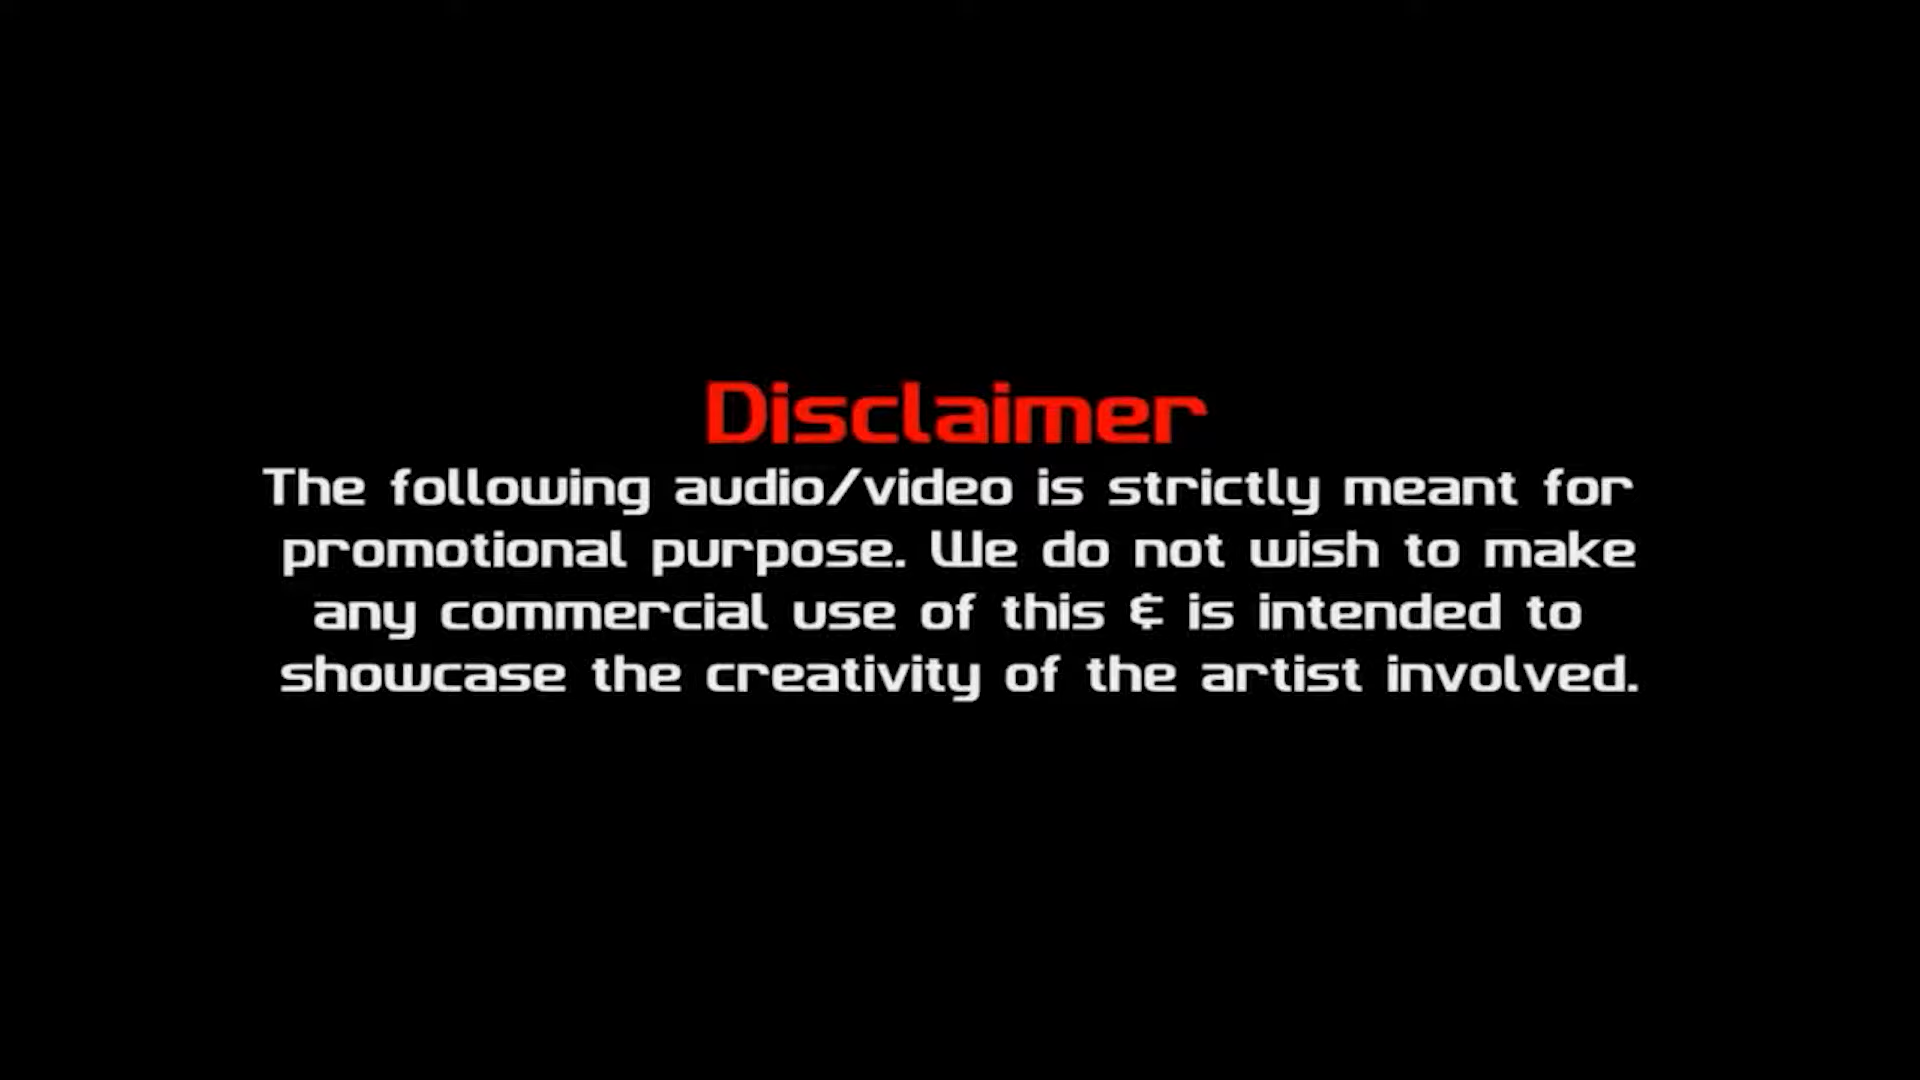 Disclaimer
The following audio/video is strictly meant for
promotional purpose. We do not wish to make
any commercial use of this & is intended to
showcase the creativity of the artist involved.